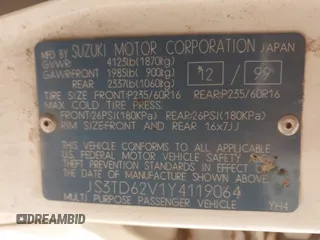 MFD. BY SUZUKI MOTOR CORPORATION JAPAN
GVWR: 4125lb(1870kg)
GAWR:FRONT 1985lb( 900kg)
12 / 99
REAR 2337lb(1060kg)
TIRE SIZE FRONT:P235/60R16 REAR:P235/60R16
MAX COLD TIRE PRESS:
FRONT:26PSI(180KPa) REAR:26PSI(180KPa)
RIM SIZE:FRONT AND REAR 16x7JJ
THIS VEHICLE CONFORMS TO ALL APPLICABLE
FEDERAL MOTOR VEHICLE SAFETY
STANDARDS IN EFFECT ON THE DATE OF
MANUFACTURE SHOWN ABOVE.
JS3TD62V1Y4119064
MULTI PURPOSE PASSENGER VEHICLE
YH4
DREAMBID
DREAMBID.COM